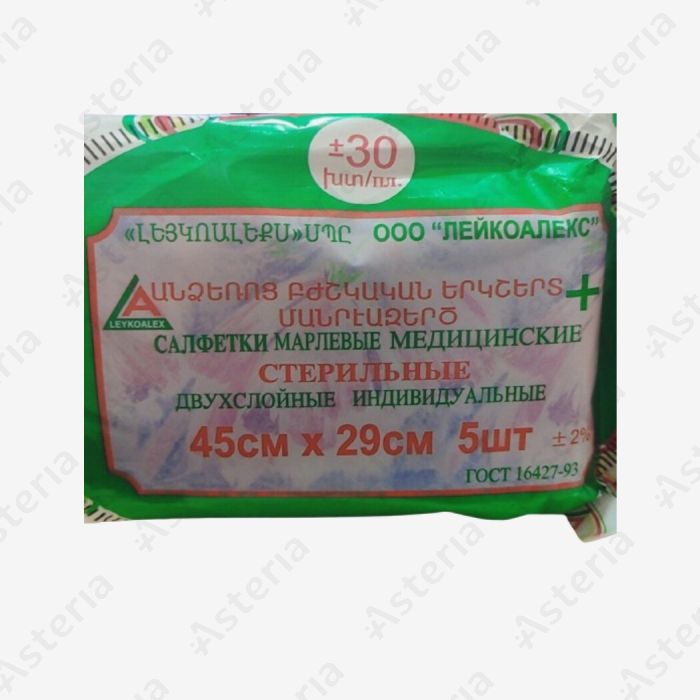 ±30
խտ/պլ.
«ԼԵՅԿՈԱԼԵՔՍ»ՍՊԸ ООО "ЛЕЙКОАЛЕКС"
ԱՆՁԵՌՈՑ ԲԺՇԿԱԿԱՆ ԵՐԿՇԵՐՏ
ՄԱՆՐԷԱԶԵՐԾ
LEYKOALEX
САЛФЕТКИ МАРЛЕВЫЕ МЕДИЦИНСКИЕ
СТЕРИЛЬНЫЕ
ДВУХСЛОЙНЫЕ ИНДИВИДУАЛЬНЫЕ
45СМ Х 29СМ 5ШТ ±2%
ГОСТ 16427-93
Asteria